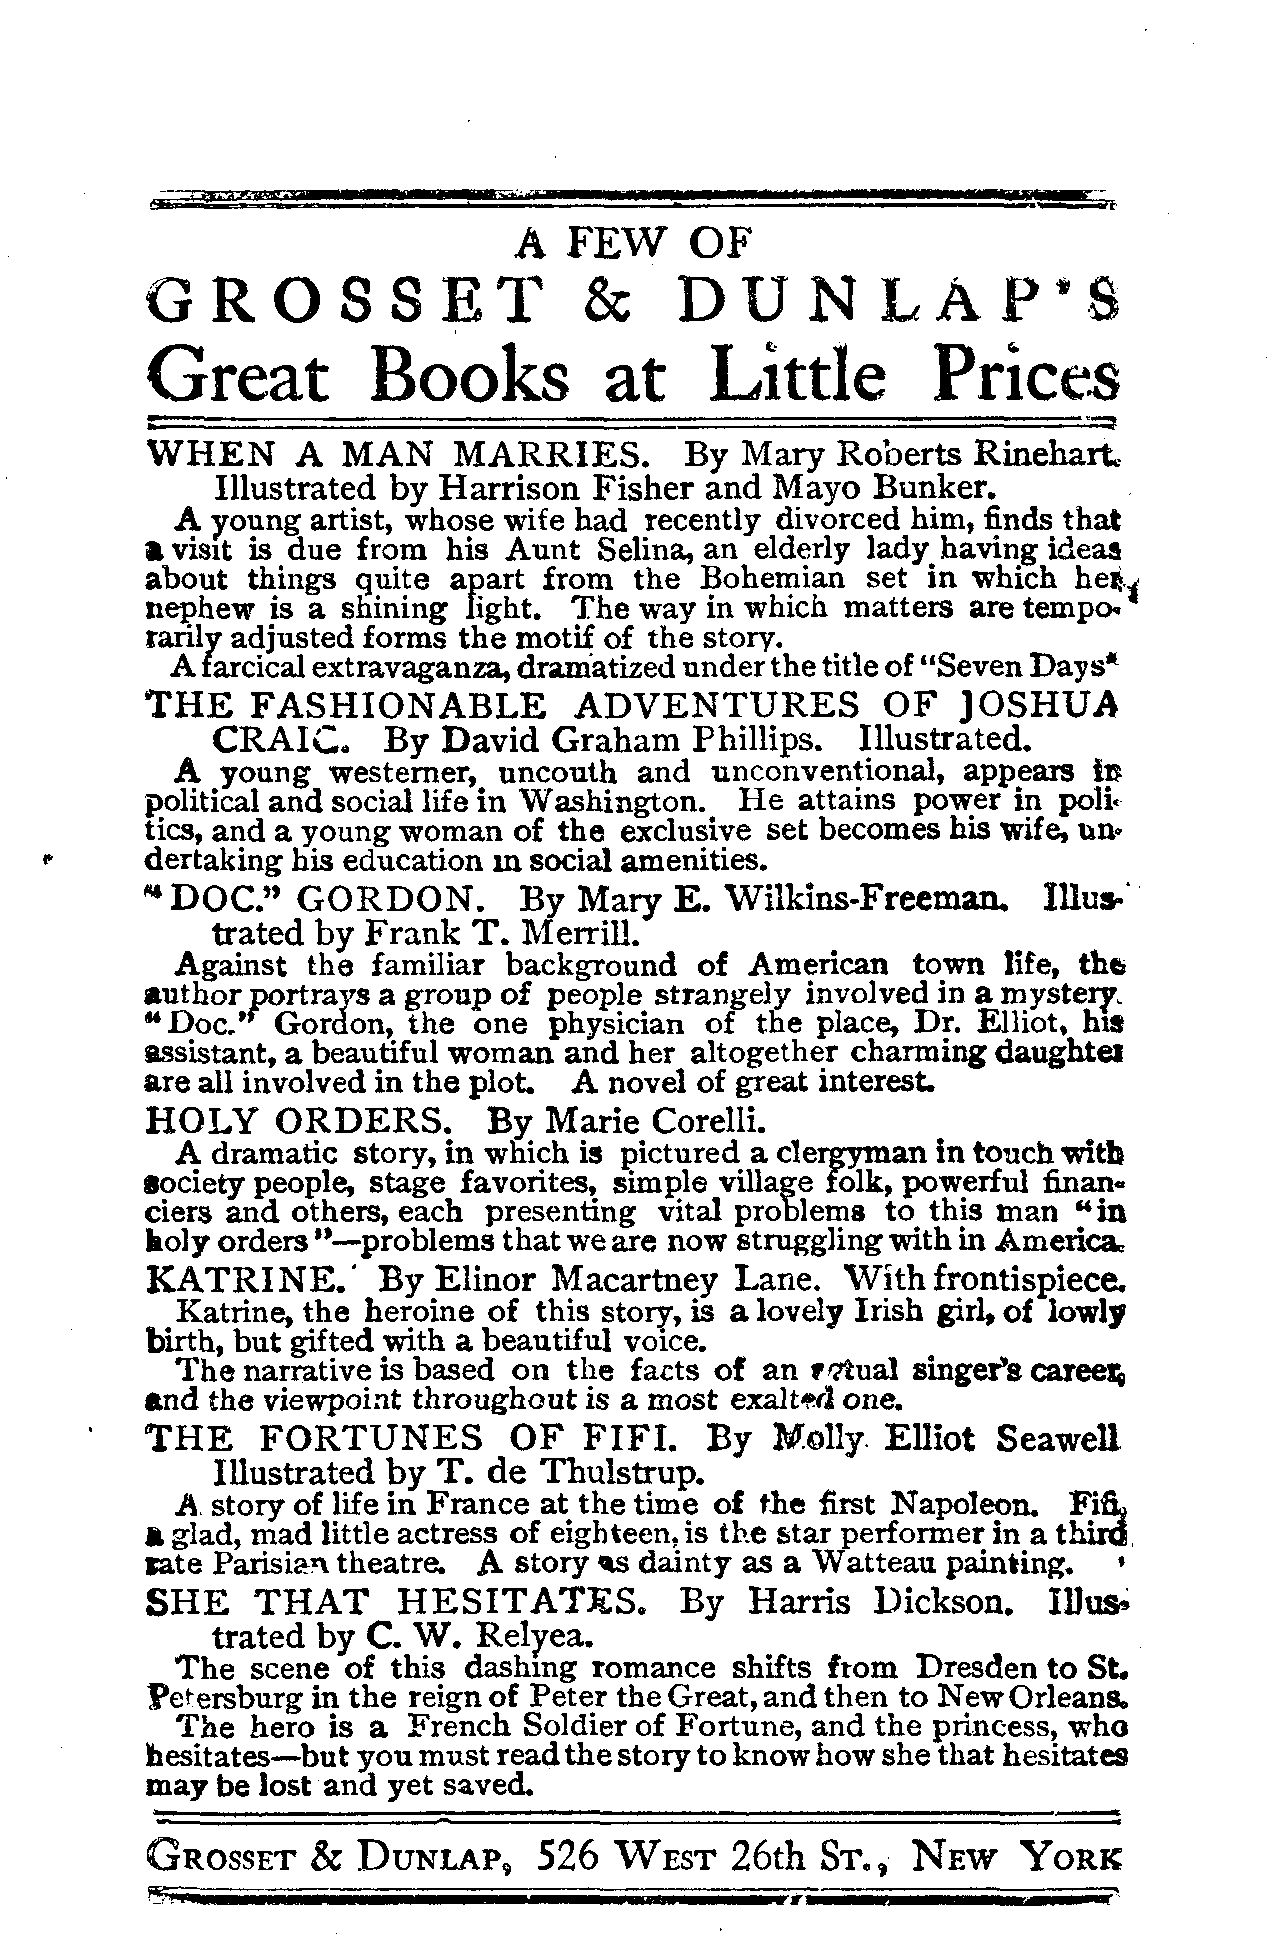 A FEW OF
GROSSET & DUNLAP'S
Great Books at Little Prices
WHEN A MAN MARRIES. By Mary Roberts Rinehart.
Illustrated by Harrison Fisher and Mayo Bunker.
A young artist, whose wife had recently divorced him, finds that
a visit is due from his Aunt Selina, an elderly lady having ideas
about things quite apart from the Bohemian set in which her
nephew is a shining light. The way in which matters are tempo-
rarily adjusted forms the motif of the story.
A farcical extravaganza, dramatized under the title of "Seven Days"
THE FASHIONABLE ADVENTURES OF JOSHUA
CRAIG. By David Graham Phillips. Illustrated.
A young westerner, uncouth and unconventional, appears in
political and social life in Washington. He attains power in poli-
tics, and a young woman of the exclusive set becomes his wife, un-
dertaking his education in social amenities.
"DOC." GORDON. By Mary E. Wilkins-Freeman. Illus-
trated by Frank T. Merrill.
Against the familiar background of American town life, the
author portrays a group of people strangely involved in a mystery.
"Doc." Gordon, the one physician of the place, Dr. Elliot, his
assistant, a beautiful woman and her altogether charming daughter
are all involved in the plot. A novel of great interest.
HOLY ORDERS. By Marie Corelli.
A dramatic story, in which is pictured a clergyman in touch with
society people, stage favorites, simple village folk, powerful finan-
ciers and others, each presenting vital problems to this man "in
holy orders"—problems that we are now struggling with in America.
KATRINE. By Elinor Macartney Lane. With frontispiece.
Katrine, the heroine of this story, is a lovely Irish girl, of lowly
birth, but gifted with a beautiful voice.
The narrative is based on the facts of an actual singer's career,
and the viewpoint throughout is a most exalted one.
THE FORTUNES OF FIFI. By Molly Elliot Seawell
Illustrated by T. de Thulstrup.
A story of life in France at the time of the first Napoleon. Fifi,
a glad, mad little actress of eighteen, is the star performer in a third
rate Parisian theatre. A story as dainty as a Watteau painting.
SHE THAT HESITATES. By Harris Dickson. Illus-
trated by C. W. Relyea.
The scene of this dashing romance shifts from Dresden to St.
Petersburg in the reign of Peter the Great, and then to New Orleans.
The hero is a French Soldier of Fortune, and the princess, who
hesitates—but you must read the story to know how she that hesitates
may be lost and yet saved.
GROSSET & DUNLAP, 526 WEST 26th ST., NEW YORK